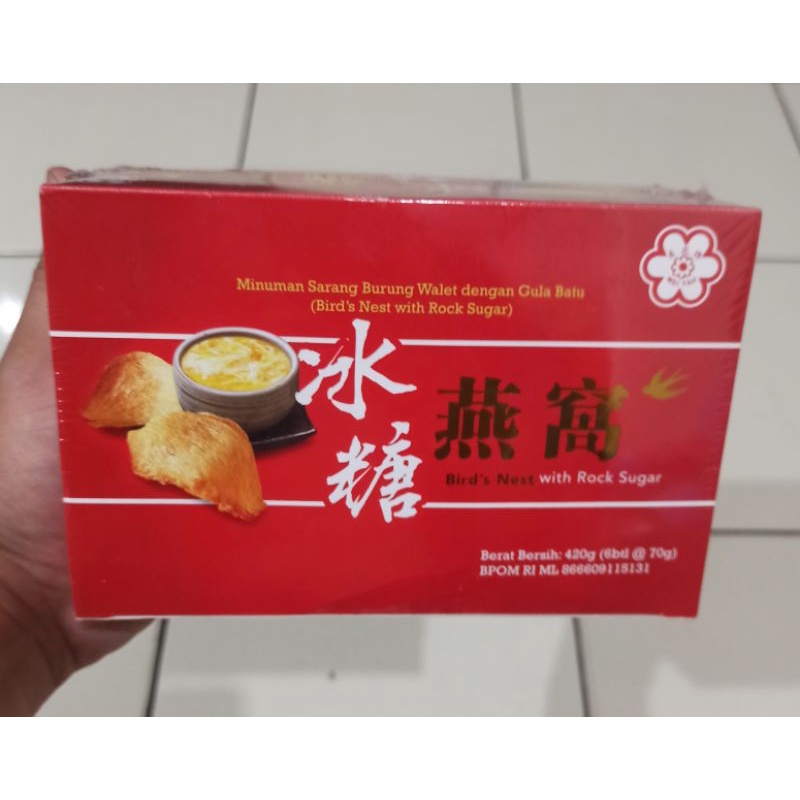 Minuman Sarang Burung Walet dengan Gula Batu
(Bird's Nest with Rock Sugar)
冰糖
燕窩
Bird's Nest with Rock Sugar
Berat Bersih: 420g (6btl @ 70g)
BPOM RI ML 866609115131